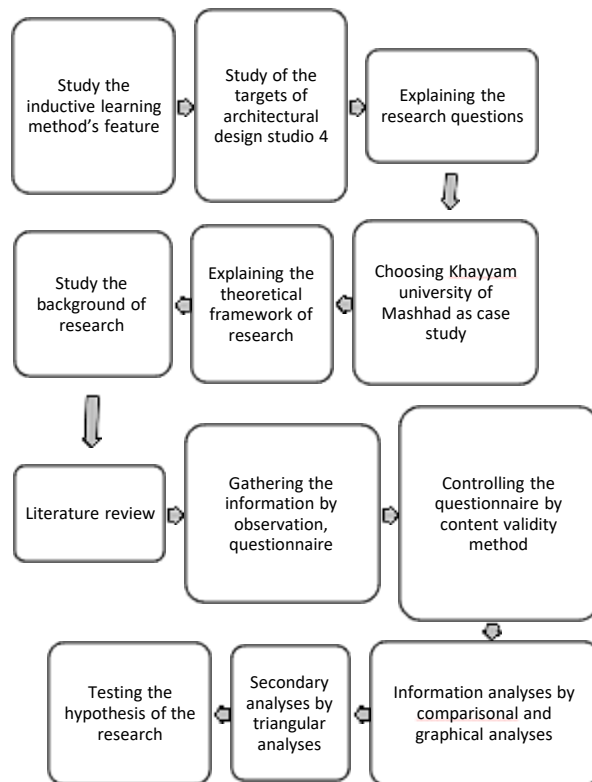 Study the
inductive learning
method's feature
Study of the
targets of
architectural
design studio 4
Explaining the
research questions
Choosing Khayyam
university of
Mashhad as case
study
Explaining the
theoretical
framework of
research
Study the
background of
research
Literature review
Gathering the
information by
observation,
questionnaire
Controlling the
questionnaire by
content validity
method
Information analyses by
comparisonal and
graphical analyses
Secondary
analyses by
triangular
analyses
Testing the
hypothesis of the
research